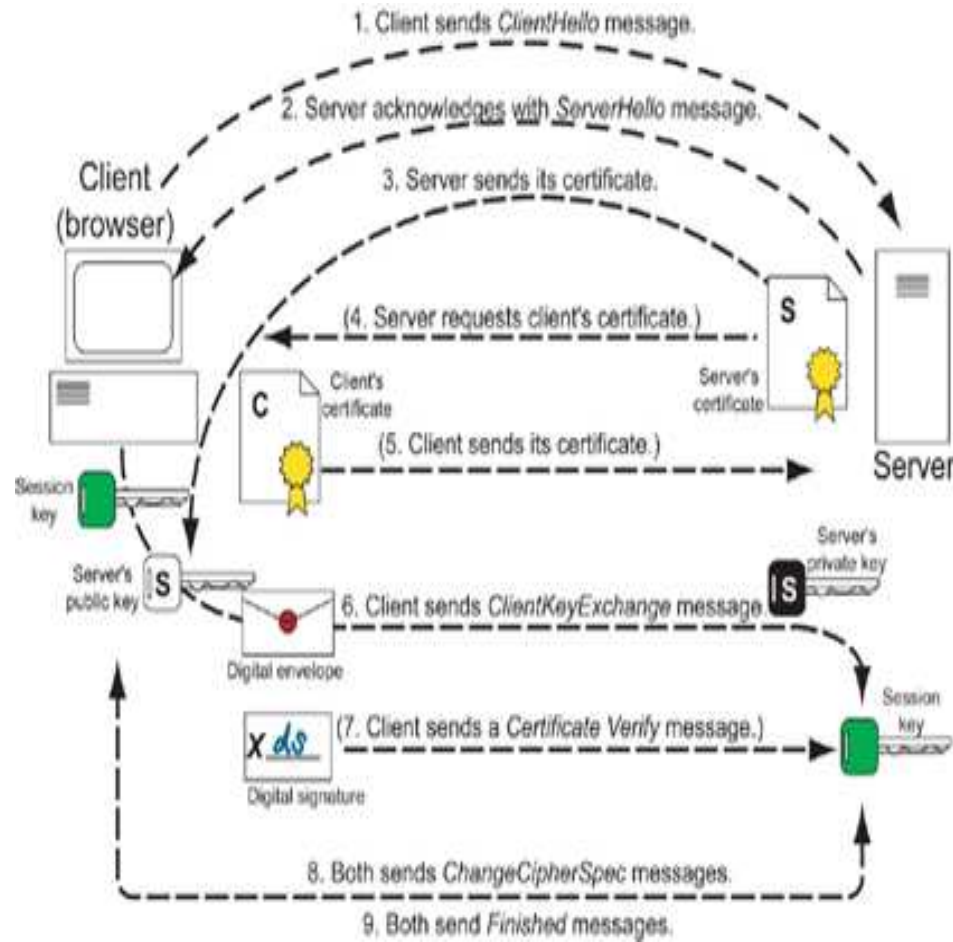 1. Client sends ClientHello message.
2. Server acknowledges with ServerHello message.
3. Server sends its certificate.
Client
(browser)
(4. Server requests client's certificate.)
S
Server's
certificate
C
Client's
certificate
(5. Client sends its certificate.)
Server
Session
key
Server's
public key
S
Server's
private key
S
6. Client sends ClientKeyExchange message.
Digital envelope
(7. Client sends a Certificate Verify message.)
X ds
Digital signature
Session
key
8. Both sends ChangeCipherSpec messages.
9. Both send Finished messages.